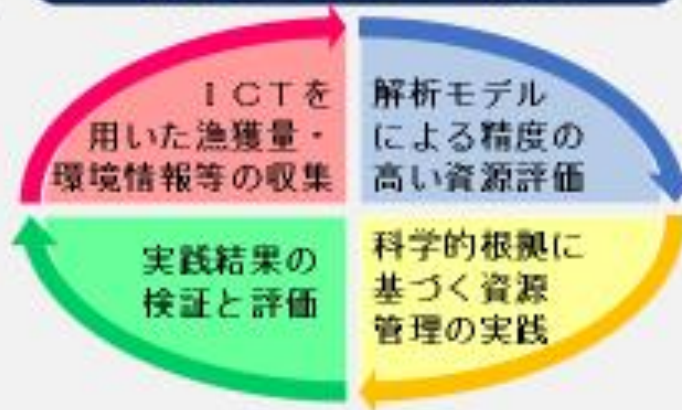 ICTを
用いた漁獲量・
環境情報等の収集
解析モデル
による精度の
高い資源評価
科学的根拠に
基づく資源
管理の実践
実践結果の
検証と評価